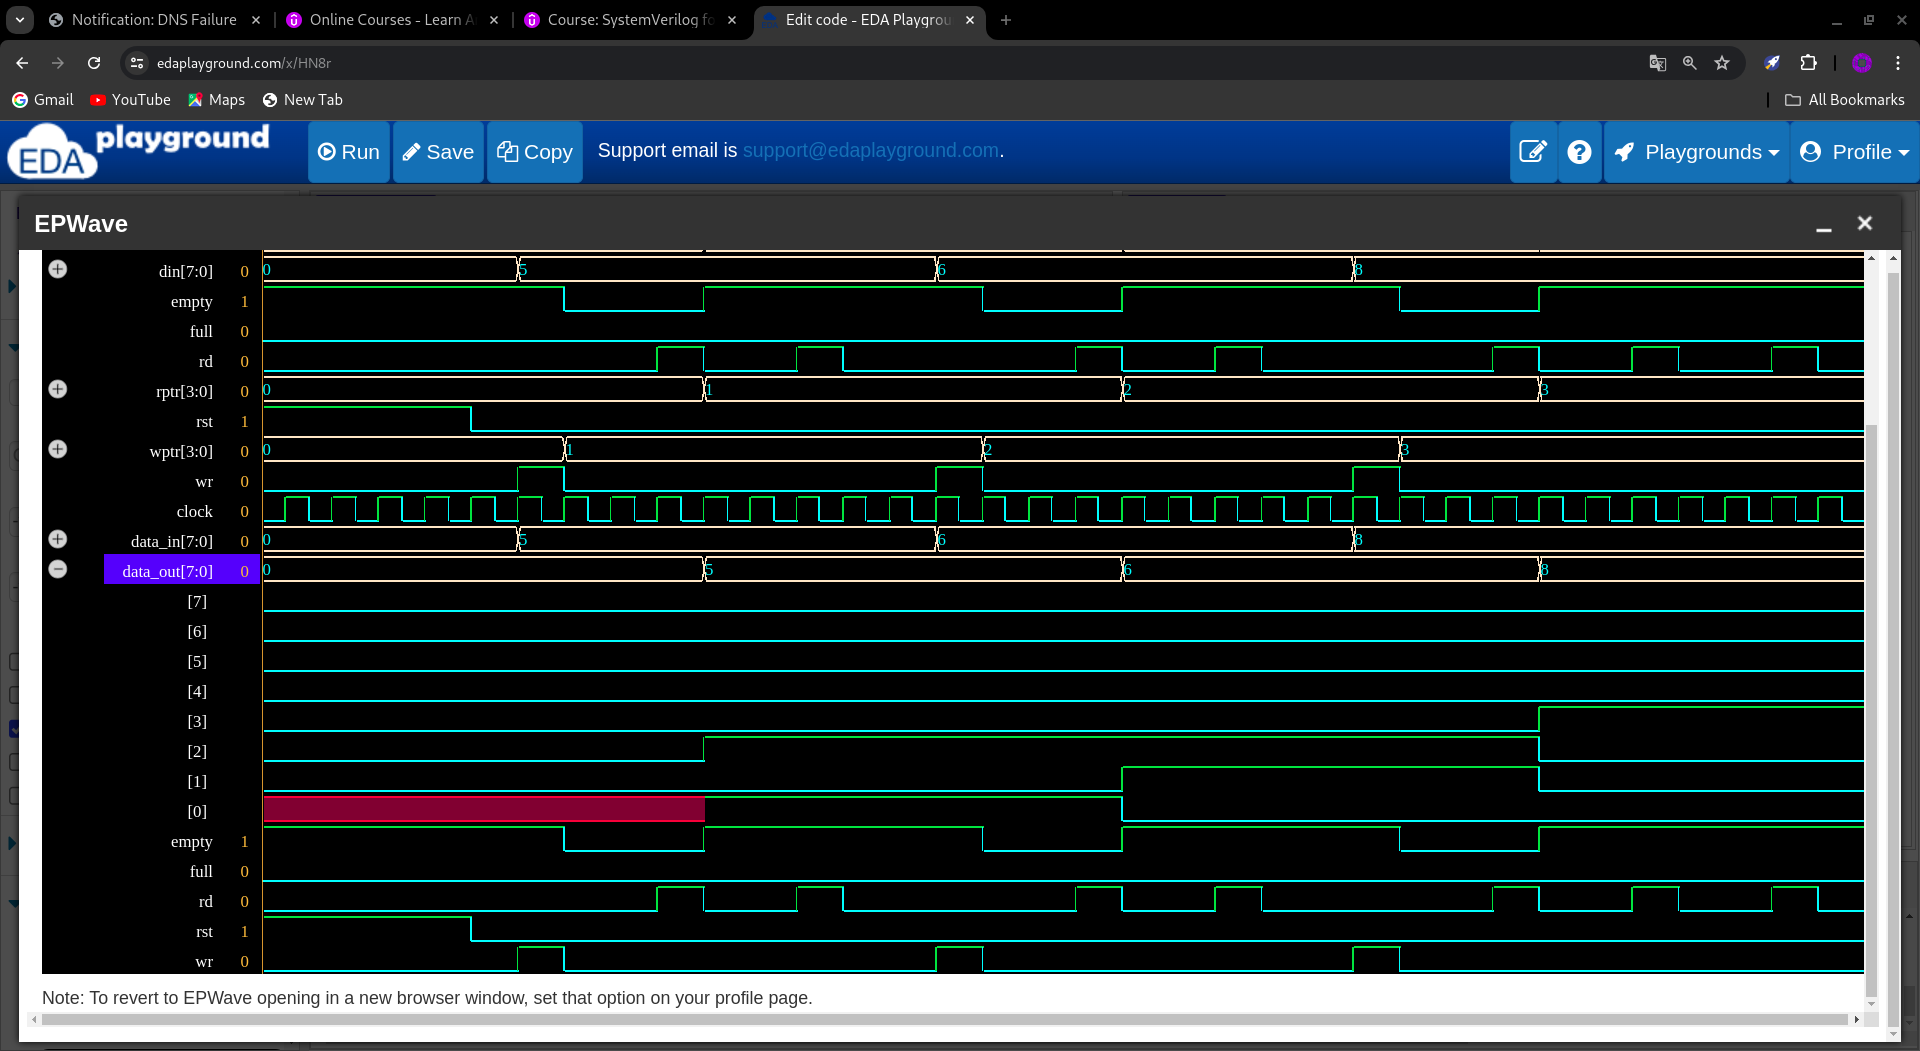 Notification: DNS Failure
Online Courses - Learn A
Course: SystemVerilog fo
Edit code - EDA Playgrou
edaplayground.com/x/HN8r
Gmail
YouTube
Maps
New Tab
All Bookmarks
EDA playground
Run
Save
Copy
Support email is support@edaplayground.com.
Playgrounds
Profile
EPWave
din[7:0] 0 0 5 6 8
empty 1
full 0
rd 0
rptr[3:0] 0 0 1 2 3
rst 1
wptr[3:0] 0 0 1 2 3
wr 0
clock 0
data_in[7:0] 0 0 5 6 8
data_out[7:0] 0 0 5 6 8
[7]
[6]
[5]
[4]
[3]
[2]
[1]
[0]
empty 1
full 0
rd 0
rst 1
wr 0
Note: To revert to EPWave opening in a new browser window, set that option on your profile page.